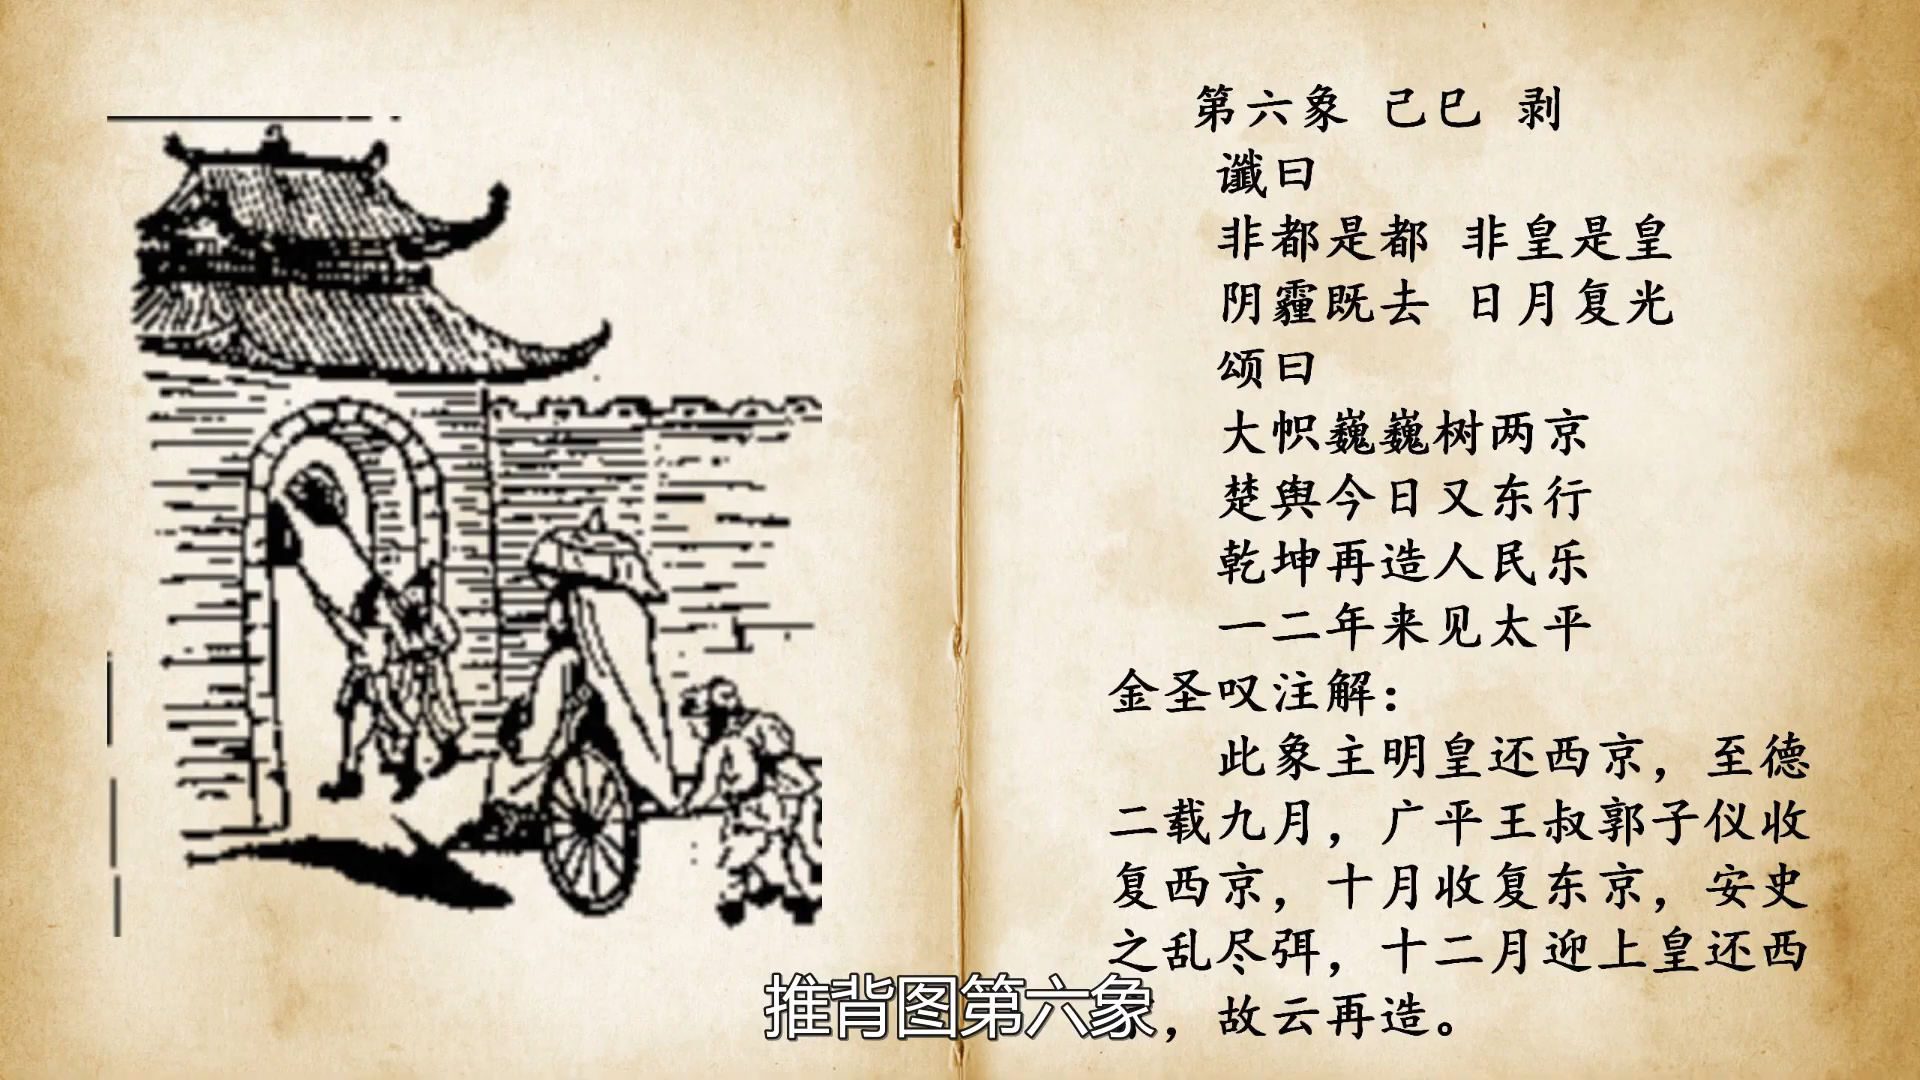 第六象 己巳 剥
谶曰
非都是都 非皇是皇
阴霾既去 日月复光
颂曰
大帜巍巍树两京
楚舆今日又东行
乾坤再造人民乐
一二年来见太平
金圣叹注解：
此象主明皇还西京，至德
二载九月，广平王叔郭子仪收
复西京，十月收复东京，安史
之乱尽弭，十二月迎上皇还西
，故云再造。
推背图第六象